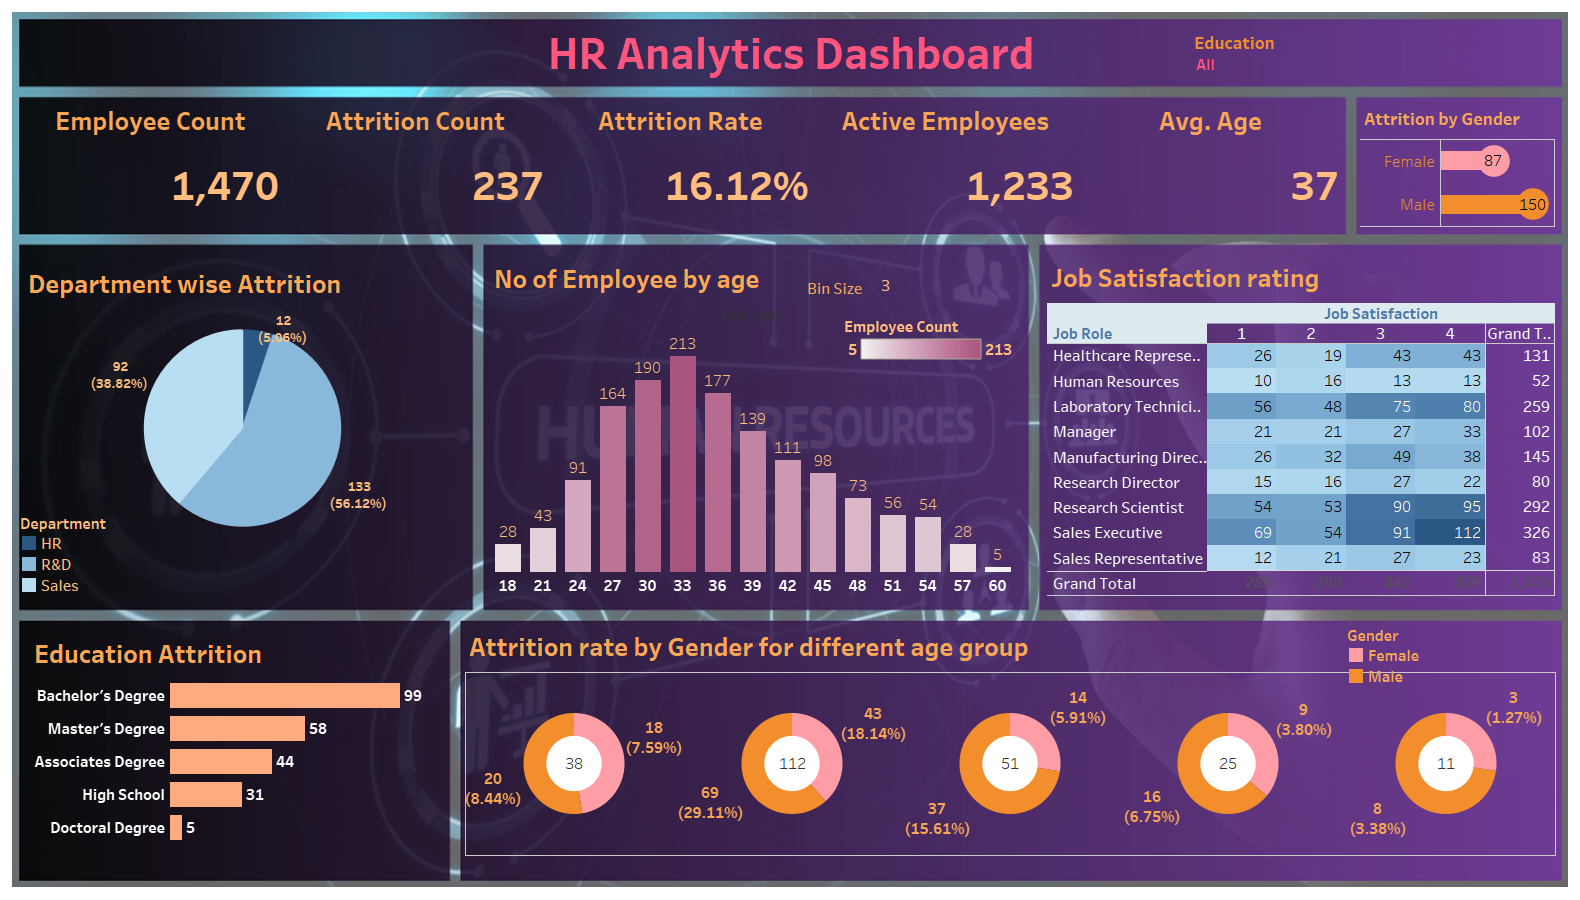 HR Analytics Dashboard
Education
All
Employee Count
Attrition Count
Attrition Rate
Active Employees
Avg. Age
1,470
237
16.12%
1,233
37
Attrition by Gender
Female
87
Male
150
Department wise Attrition
12
(5.06%)
92
(38.82%)
133
(56.12%)
Department
HR
R&D
Sales
No of Employee by age
Bin Size 3
Employee Count
5 213
28
43
91
164
190
213
177
139
111
98
73
56
54
28
5
18 21 24 27 30 33 36 39 42 45 48 51 54 57 60
HUMAN RESOURCES
Job Satisfaction rating
Job Satisfaction
Job Role 1 2 3 4 Grand T..
Healthcare Represe.. 26 19 43 43 131
Human Resources 10 16 13 13 52
Laboratory Technici.. 56 48 75 80 259
Manager 21 21 27 33 102
Manufacturing Direc.. 26 32 49 38 145
Research Director 15 16 27 22 80
Research Scientist 54 53 90 95 292
Sales Executive 69 54 91 112 326
Sales Representative 12 21 27 23 83
Grand Total 280 442
Education Attrition
Bachelor's Degree 99
Master's Degree 58
Associates Degree 44
High School 31
Doctoral Degree 5
Attrition rate by Gender for different age group
Gender
Female
Male
38
18
(7.59%)
20
(8.44%)
112
43
(18.14%)
69
(29.11%)
51
14
(5.91%)
37
(15.61%)
25
9
(3.80%)
16
(6.75%)
11
3
(1.27%)
8
(3.38%)